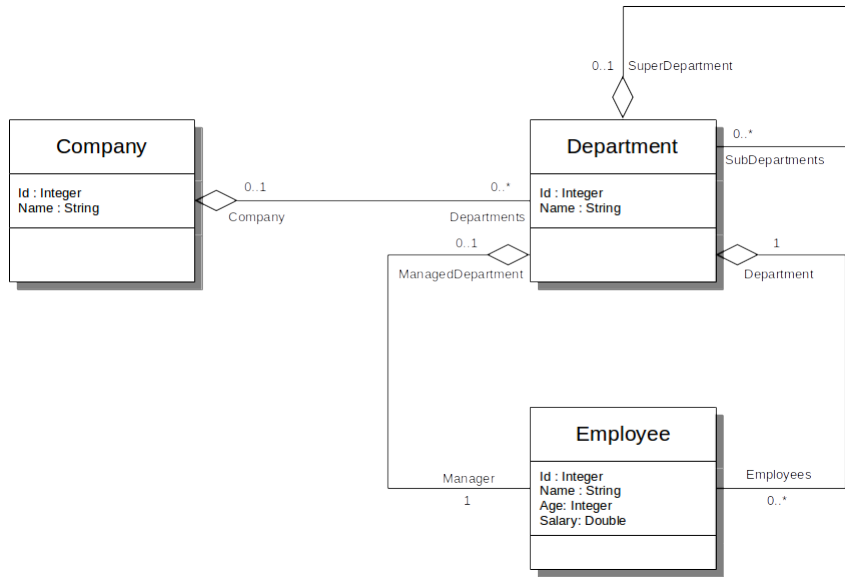 0..1
SuperDepartment
Company
Id : Integer
Name : String
0..1
Company
0..*
Departments
Department
Id : Integer
Name : String
0..*
SubDepartments
0..1
ManagedDepartment
1
Department
Employee
Id : Integer
Name : String
Age: Integer
Salary: Double
Manager
1
Employees
0..*